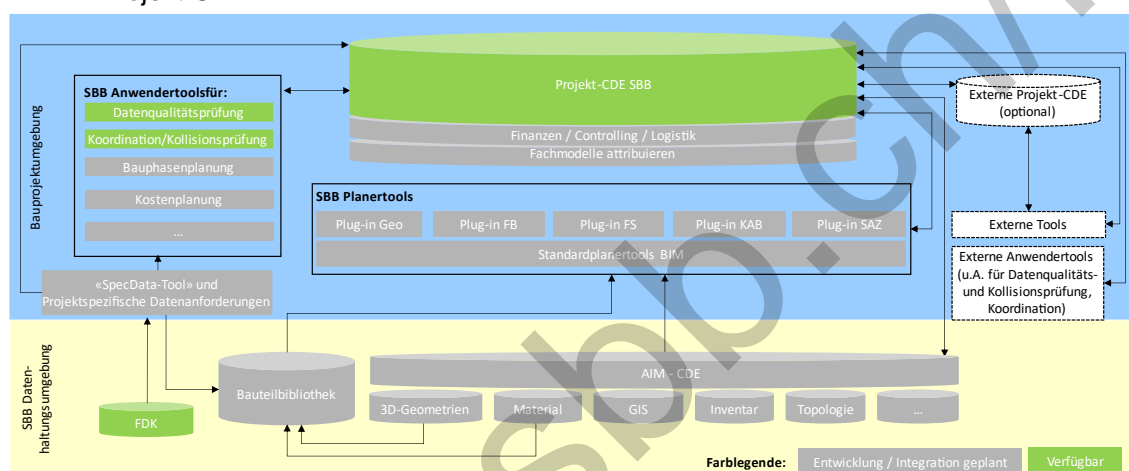 Projekt-CDE SBB
SBB Anwendertoolsfür:
Datenqualitätsprüfung
Koordination/Kollisionsprüfung
Bauphasenplanung
Kostenplanung
...
Bauprojektumgebung
Finanzen / Controlling / Logistik
Fachmodelle attribuieren
Externe Projekt-CDE
(optional)
SBB Planertools
Plug-in Geo
Plug-in FB
Plug-in FS
Plug-in KAB
Plug-in SAZ
Standardplanertools BIM
Externe Tools
Externe Anwendertools
(u.A. für Datenqualitäts-
und Kollisionsprüfung,
Koordination)
«SpecData-Tool» und
Projektspezifische Datenanforderungen
SBB Daten-
haltungsumgebung
FDK
Bauteilbibliothek
AIM - CDE
3D-Geometrien
Material
GIS
Inventar
Topologie
...
Farblegende:
Entwicklung / Integration geplant
Verfügbar
sbb.ch/